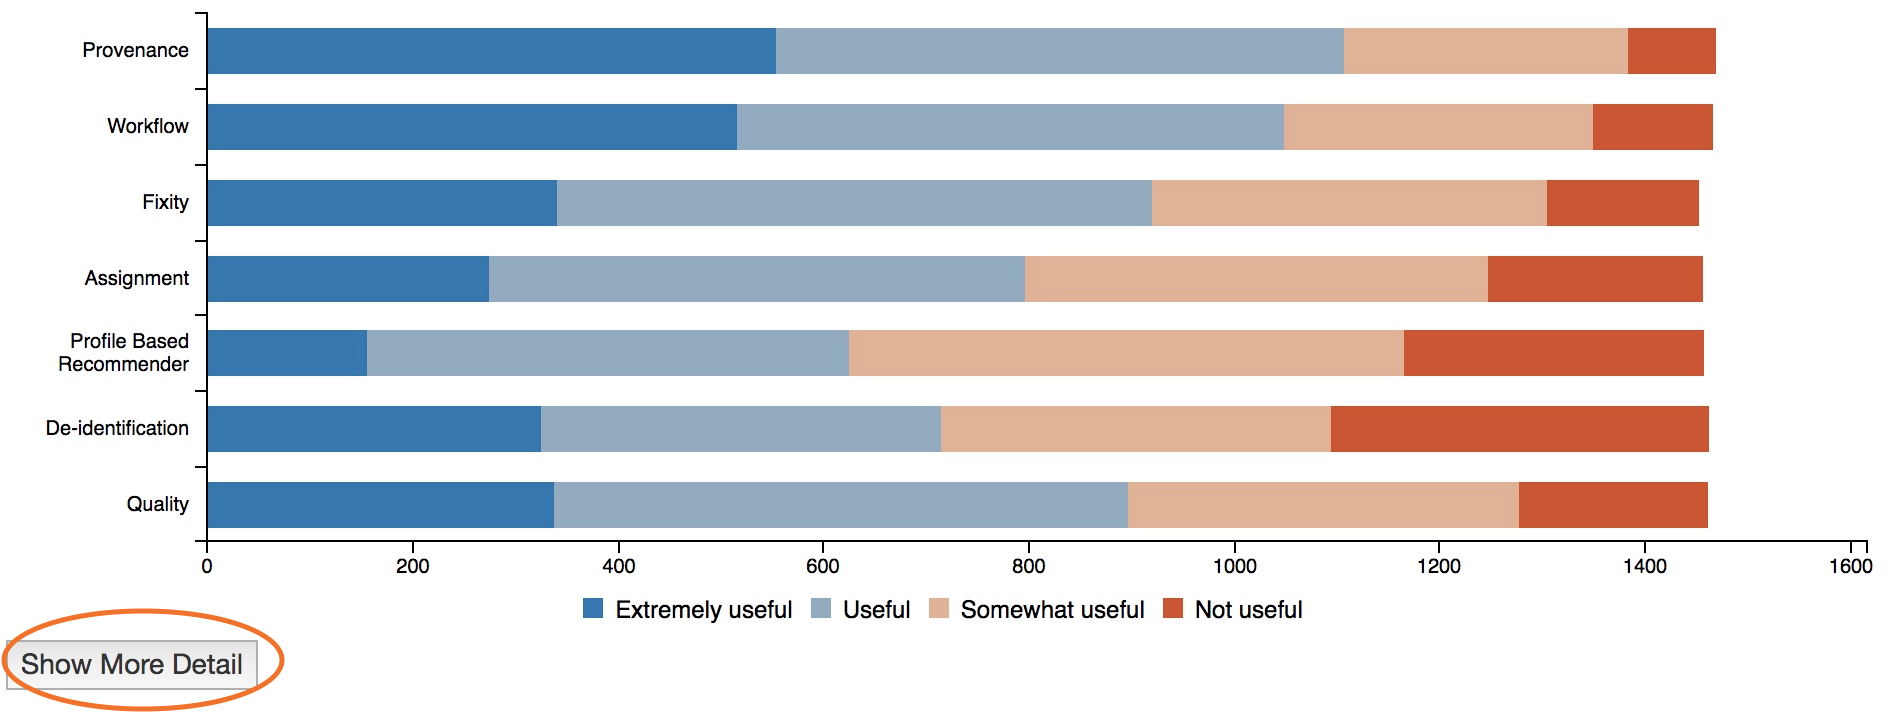 Provenance
Workflow
Fixity
Assignment
Profile Based
Recommender
De-identification
Quality
0 200 400 600 800 1000 1200 1400 1600
Extremely useful Useful Somewhat useful Not useful
Show More Detail